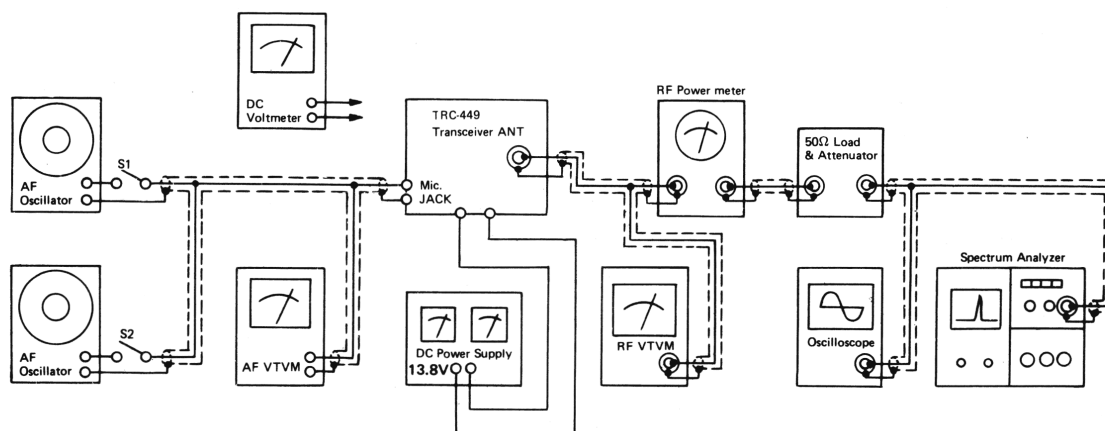 RF Power meter
DC
Voltmeter
TRC-449
Transceiver ANT
50Ω Load
& Attenuator
S1
AF
Oscillator
Mic.
JACK
Spectrum Analyzer
S2
AF
Oscillator
AF VTVM
DC Power Supply
13.8V
RF VTVM
Oscilloscope